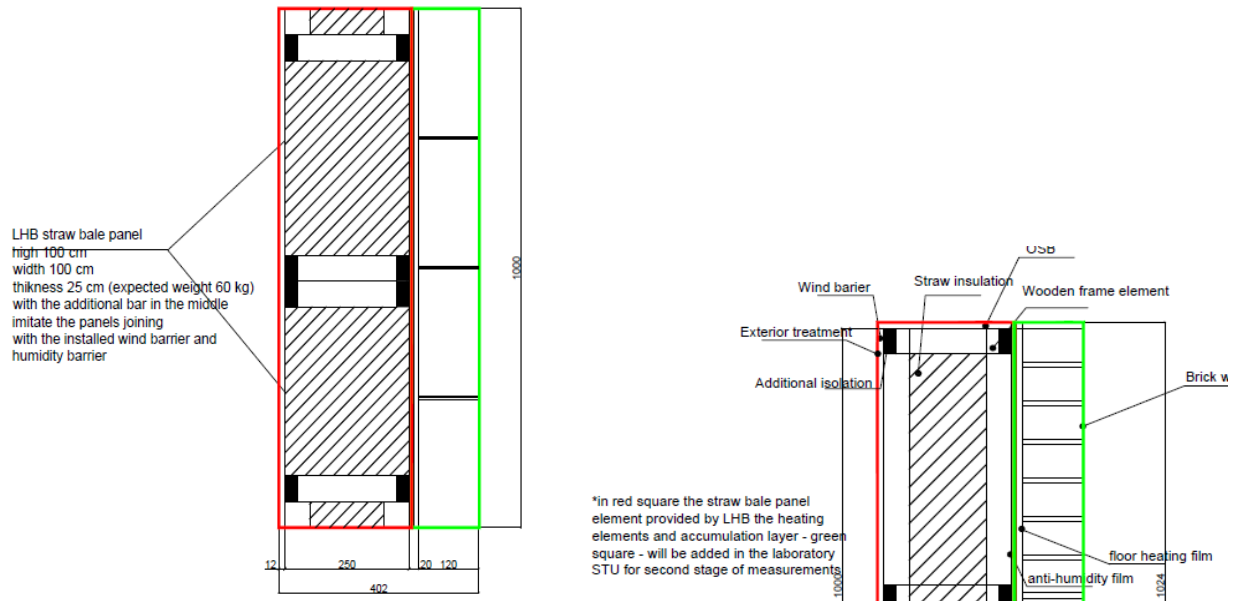 LHB straw bale panel
high 100 cm
width 100 cm
thikness 25 cm (expected weight 60 kg)
with the additional bar in the middle
imitate the panels joining
with the installed wind barrier and
humidity barrier
1000
12
250
20
120
402
OSB
Wind barier
Straw insulation
Wooden frame element
Exterior treatment
Additional isolation
Brick w
*in red square the straw bale panel
element provided by LHB the heating
elements and accumulation layer - green
square - will be added in the laboratory
STU for second stage of measurements
floor heating film
anti-humidity film
1000
1024